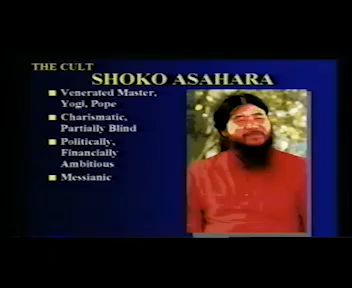 THE CULT
SHOKO ASAHARA
Venerated Master,
Yogi, Pope
Charismatic,
Partially Blind
Politically,
Financially
Ambitious
Messianic